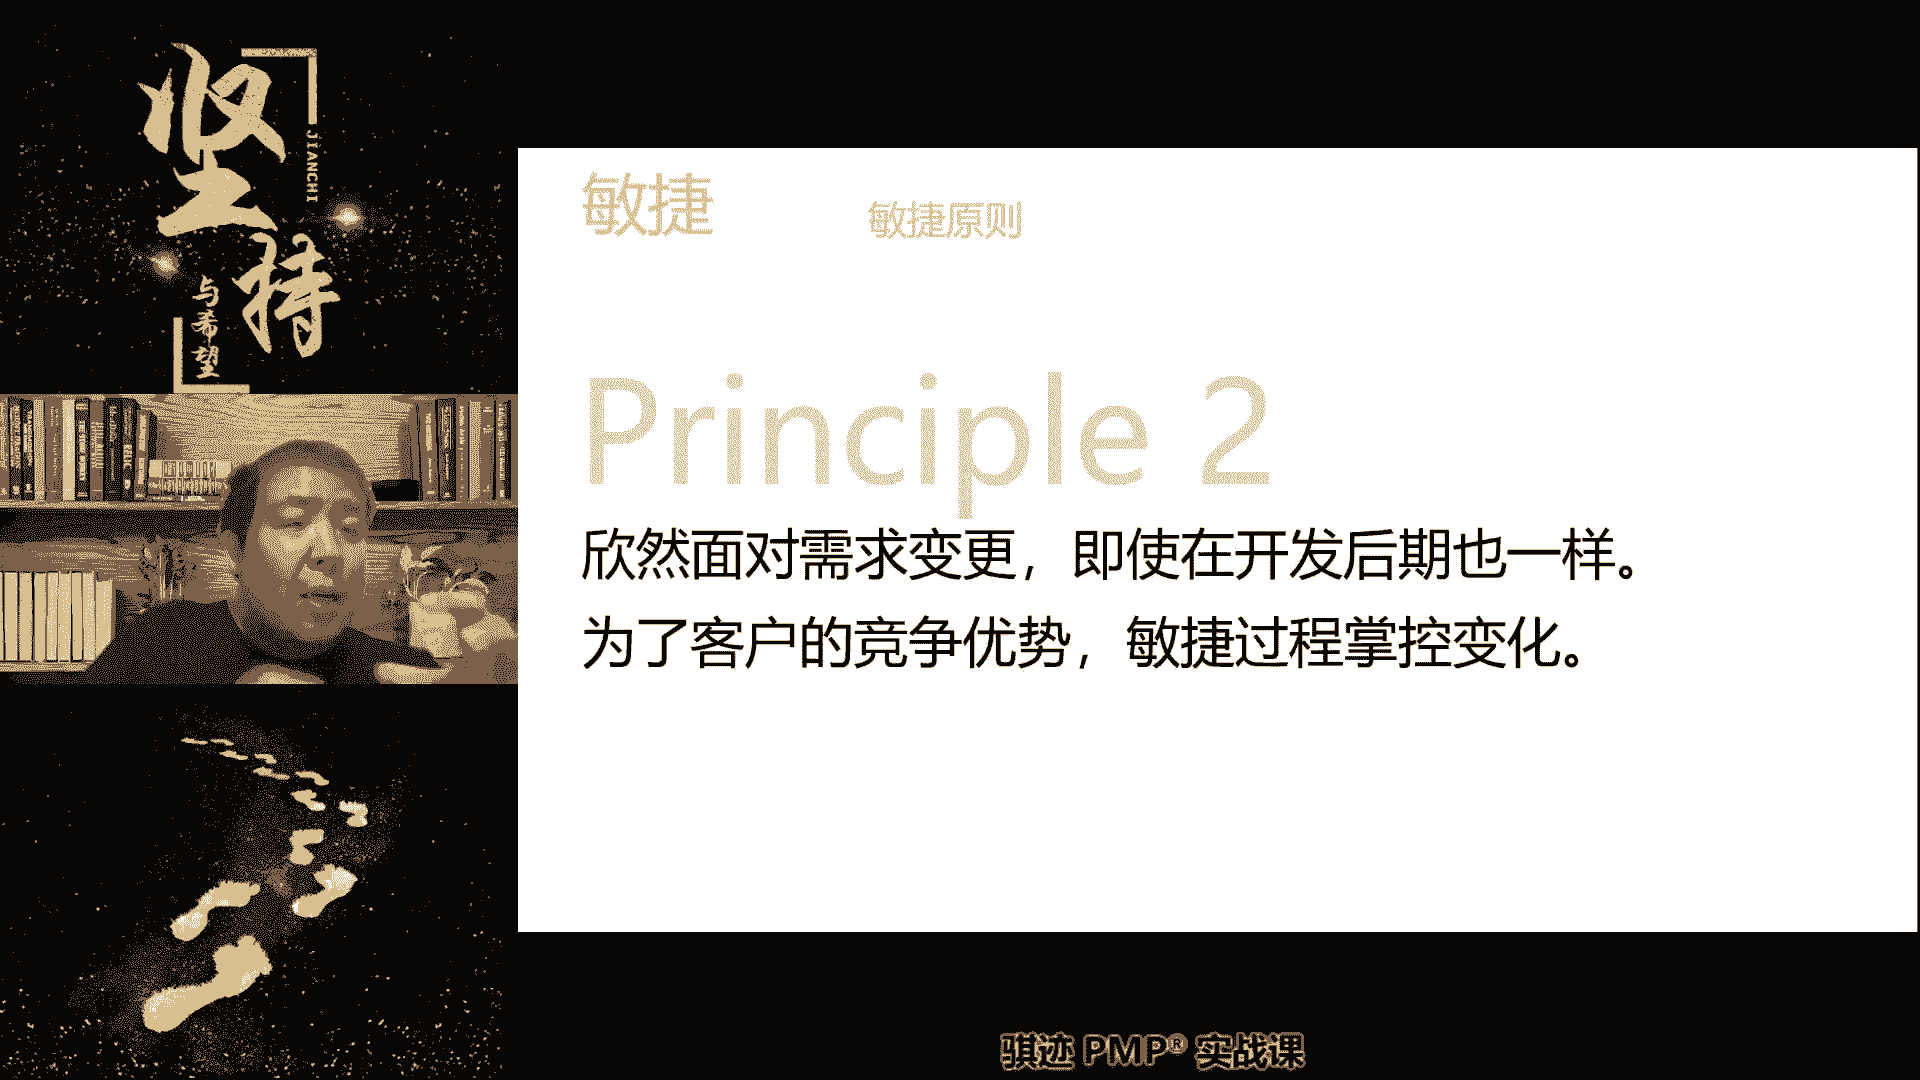 坚持
JIANCHI
与希望
敏捷
敏捷原则
Principle 2
欣然面对需求变更，即使在开发后期也一样。
为了客户的竞争优势，敏捷过程掌控变化。
骐迹 PMP® 实战课